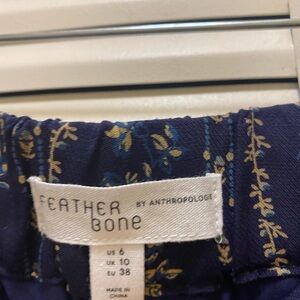 FEATHER
Bone
BY ANTHROPOLOGIE
US 6
UK 10
EU 38
MADE IN
CHINA